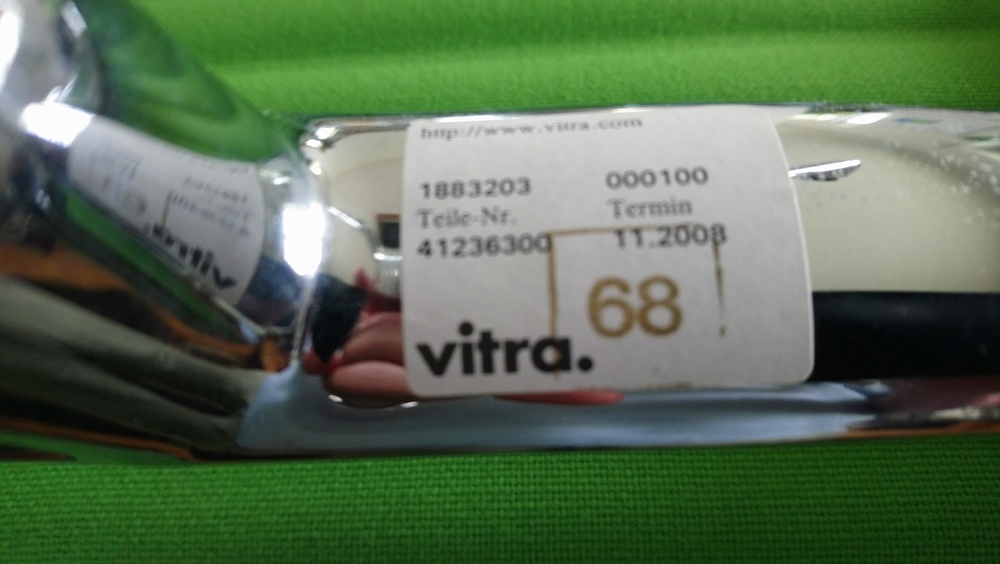 http://www.vitra.com
1883203 000100
Teile-Nr. Termin
41236300 11.2008
68
vitra.